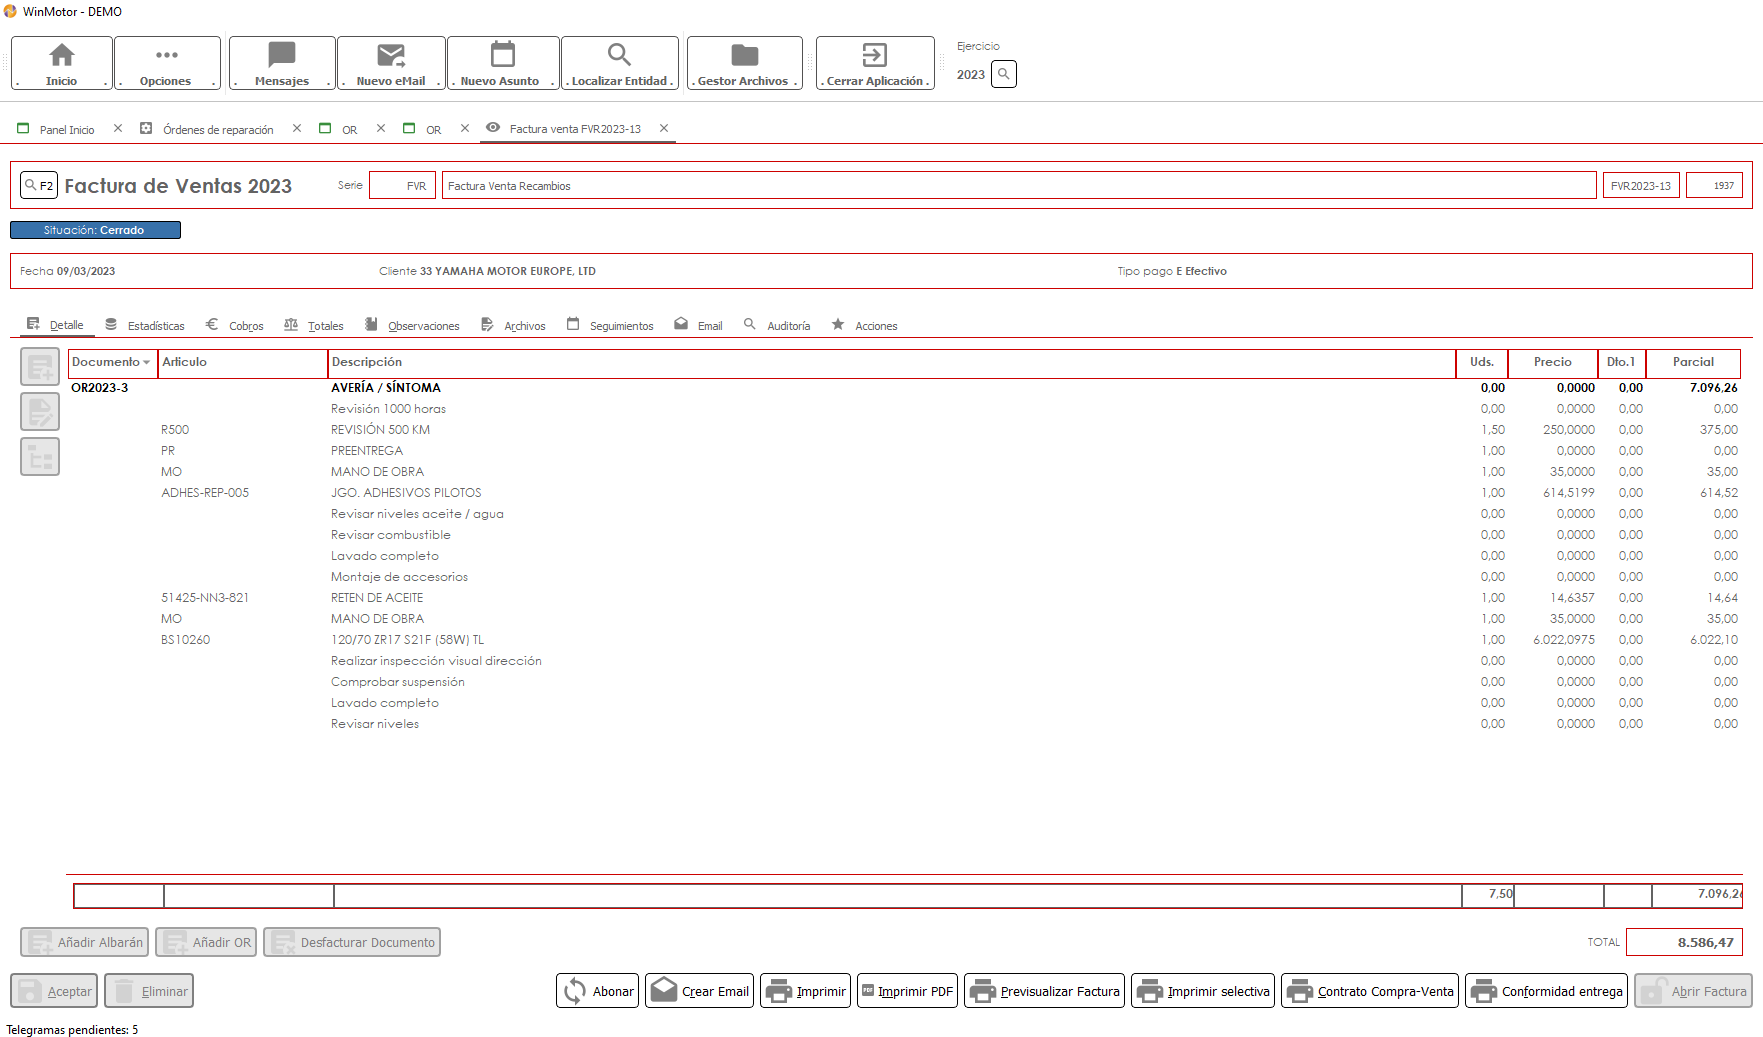 WinMotor - DEMO
. Inicio . . Opciones . . Mensajes . . Nuevo eMail . . Nuevo Asunto . . Localizar Entidad . . Gestor Archivos . . Cerrar Aplicación .
Ejercicio
2023
Panel Inicio Órdenes de reparación OR OR Factura venta FVR2023-13
F2 Factura de Ventas 2023 Serie FVR Factura Venta Recambios FVR2023-13 1937
Situación: Cerrado
Fecha 09/03/2023 Cliente 33 YAMAHA MOTOR EUROPE, LTD Tipo pago E Efectivo
Detalle Estadísticas Cobros Totales Observaciones Archivos Seguimientos Email Auditoría Acciones
Documento Articulo Descripción Uds. Precio Dto.1 Parcial
OR2023-3 AVERÍA / SÍNTOMA 0,00 0,0000 0,00 7.096,26
Revisión 1000 horas 0,00 0,0000 0,00 0,00
R500 REVISIÓN 500 KM 1,50 250,0000 0,00 375,00
PR PREENTREGA 1,00 0,0000 0,00 0,00
MO MANO DE OBRA 1,00 35,0000 0,00 35,00
ADHES-REP-005 JGO. ADHESIVOS PILOTOS 1,00 614,5199 0,00 614,52
Revisar niveles aceite / agua 0,00 0,0000 0,00 0,00
Revisar combustible 0,00 0,0000 0,00 0,00
Lavado completo 0,00 0,0000 0,00 0,00
Montaje de accesorios 0,00 0,0000 0,00 0,00
51425-NN3-821 RETEN DE ACEITE 1,00 14,6357 0,00 14,64
MO MANO DE OBRA 1,00 35,0000 0,00 35,00
BS10260 120/70 ZR17 S21F (58W) TL 1,00 6.022,0975 0,00 6.022,10
Realizar inspección visual dirección 0,00 0,0000 0,00 0,00
Comprobar suspensión 0,00 0,0000 0,00 0,00
Lavado completo 0,00 0,0000 0,00 0,00
Revisar niveles 0,00 0,0000 0,00 0,00
7,50 7.096,26
Añadir Albarán Añadir OR Desfacturar Documento TOTAL 8.586,47
Aceptar Eliminar Abonar Crear Email Imprimir PDF Imprimir PDF Previsualizar Factura Imprimir selectiva Contrato Compra-Venta Conformidad entrega Abrir Factura
Telegramas pendientes: 5